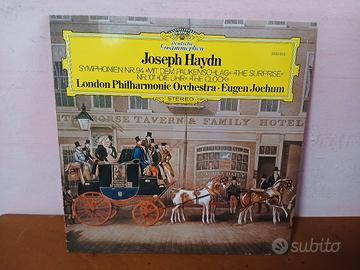 Deutsche
Grammophon
Joseph Haydn
SYMPHONIEN NR. 94 »MIT DEM PAUKENSCHLAG« »THE SURPRISE«
NR. 101 »DIE UHR« »THE CLOCK«
London Philharmonic Orchestra · Eugen Jochum
STEREO
HORSE TAVERN & FAMILY HOTEL
subito